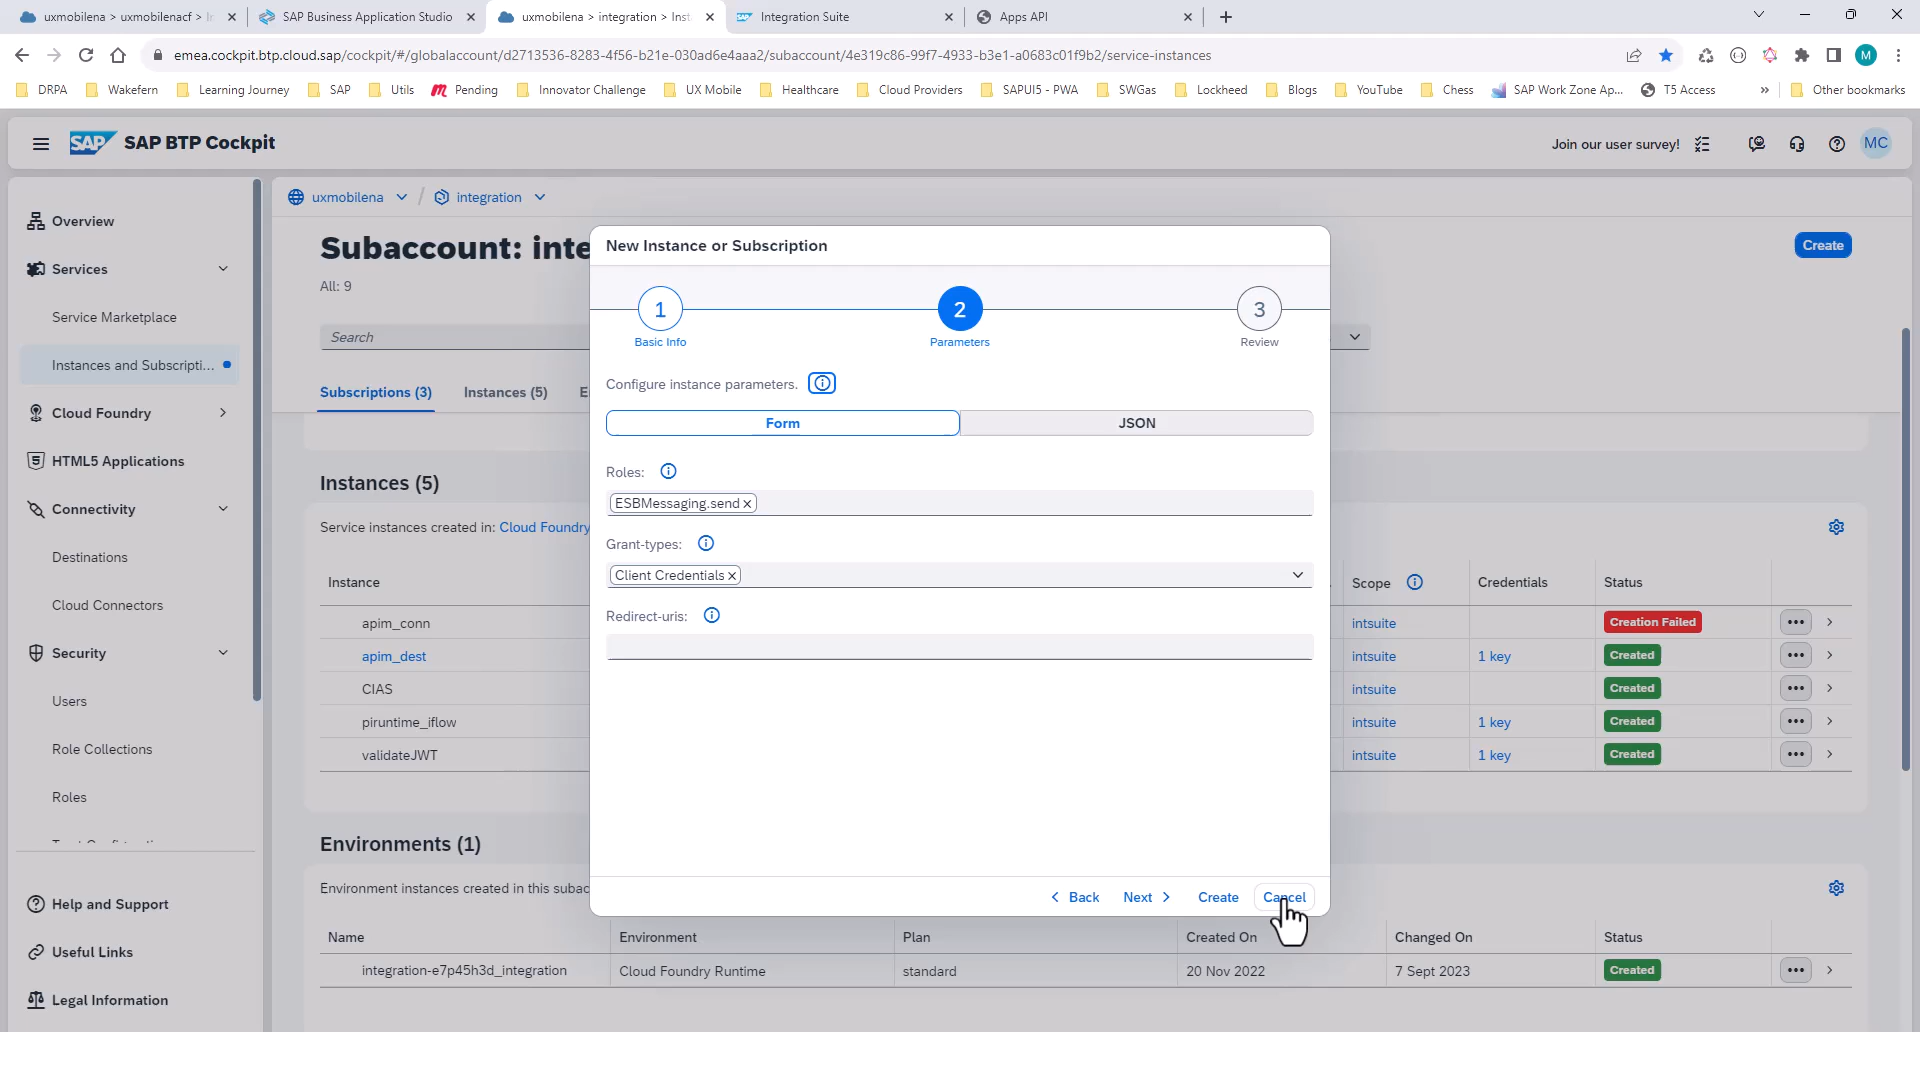 uxmobilena > uxmobilenacf > Ir
SAP Business Application Studio
uxmobilena > integration > Inst
Integration Suite
Apps API
emea.cockpit.btp.cloud.sap/cockpit/#/globalaccount/d2713536-8283-4f56-b21e-030ad6e4aaa2/subaccount/4e319c86-99f7-4933-b3e1-a0683c01f9b2/service-instances
M
DRPA
Wakefern
Learning Journey
SAP
Utils
Pending
Innovator Challenge
UX Mobile
Healthcare
Cloud Providers
SAPUI5 - PWA
SWGas
Lockheed
Blogs
YouTube
Chess
SAP Work Zone Ap...
T5 Access
Other bookmarks
SAP
SAP BTP Cockpit
Join our user survey!
MC
Overview
Services
Service Marketplace
Instances and Subscripti...
Cloud Foundry
HTML5 Applications
Connectivity
Destinations
Cloud Connectors
Security
Users
Role Collections
Roles
Help and Support
Useful Links
Legal Information
uxmobilena / integration
Subaccount: inte
Create
All: 9
Search
Subscriptions (3)
Instances (5)
Instances (5)
Service instances created in: Cloud Foundry
Instance
Scope
Credentials
Status
apim_conn
intsuite
Creation Failed
apim_dest
intsuite
1 key
Created
CIAS
intsuite
Created
piruntime_iflow
intsuite
1 key
Created
validateJWT
intsuite
1 key
Created
Environments (1)
Environment instances created in this subac
Name
Environment
Plan
Created On
Changed On
Status
integration-e7p45h3d_integration
Cloud Foundry Runtime
standard
20 Nov 2022
7 Sept 2023
Created
New Instance or Subscription
1
2
3
Basic Info
Parameters
Review
Configure instance parameters.
Form
JSON
Roles:
ESBMessaging.send
Grant-types:
Client Credentials
Redirect-uris:
Back
Next
Create
Cancel